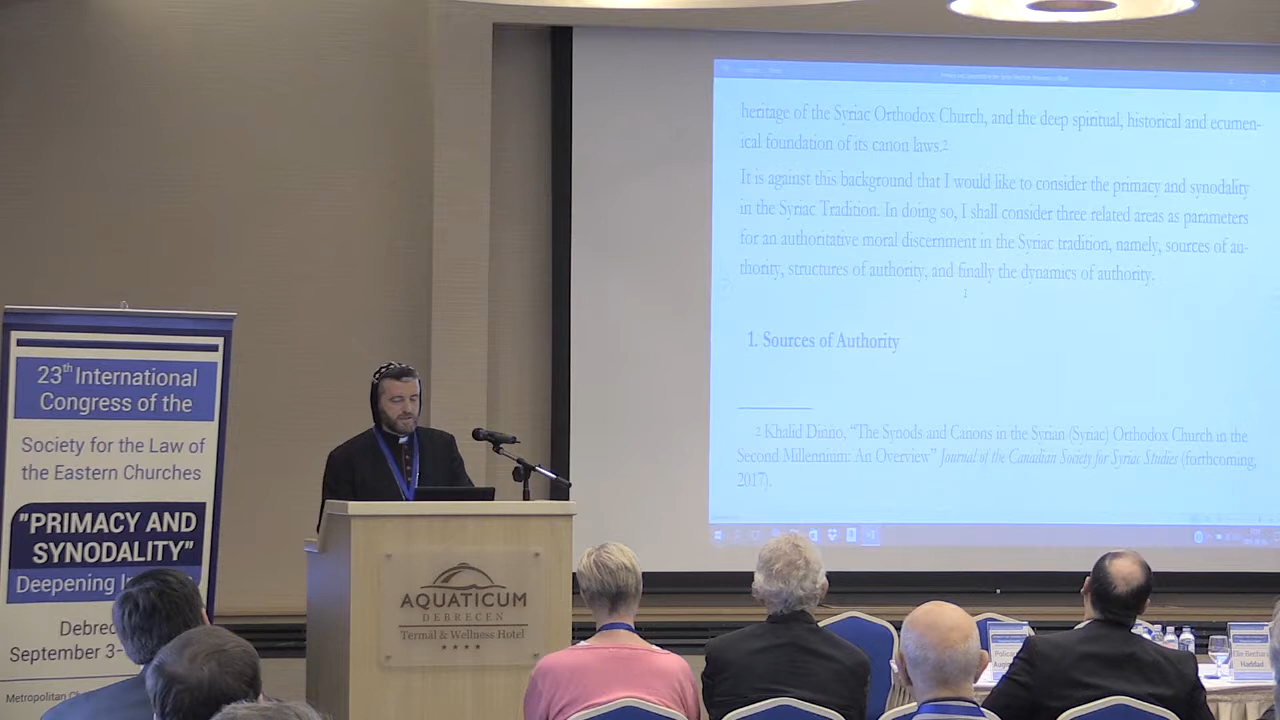 23th International
Congress of the
Society for the Law of
the Eastern Churches
"PRIMACY AND
SYNODALITY"
Deepening
Debrec
September 3-
Metropolitan
AQUATICUM
DEBRECEN
Termál & Wellness Hotel
heritage of the Syriac Orthodox Church, and the deep spiritual, historical and ecumen-
ical foundation of its canon laws.2
It is against this background that I would like to consider the primacy and synodality
in the Syriac Tradition. In doing so, I shall consider three related areas as parameters
for an authoritative moral discernment in the Syriac tradition, namely, sources of au-
thority, structures of authority, and finally the dynamics of authority.
1. Sources of Authority
2 Khalid Dinno, "The Synods and Canons in the Syrian (Syriac) Orthodox Church in the
Second Millennium: An Overview" Journal of the Canadian Society for Syriac Studies (forthcoming,
2017).
Elie Becha
Haddad